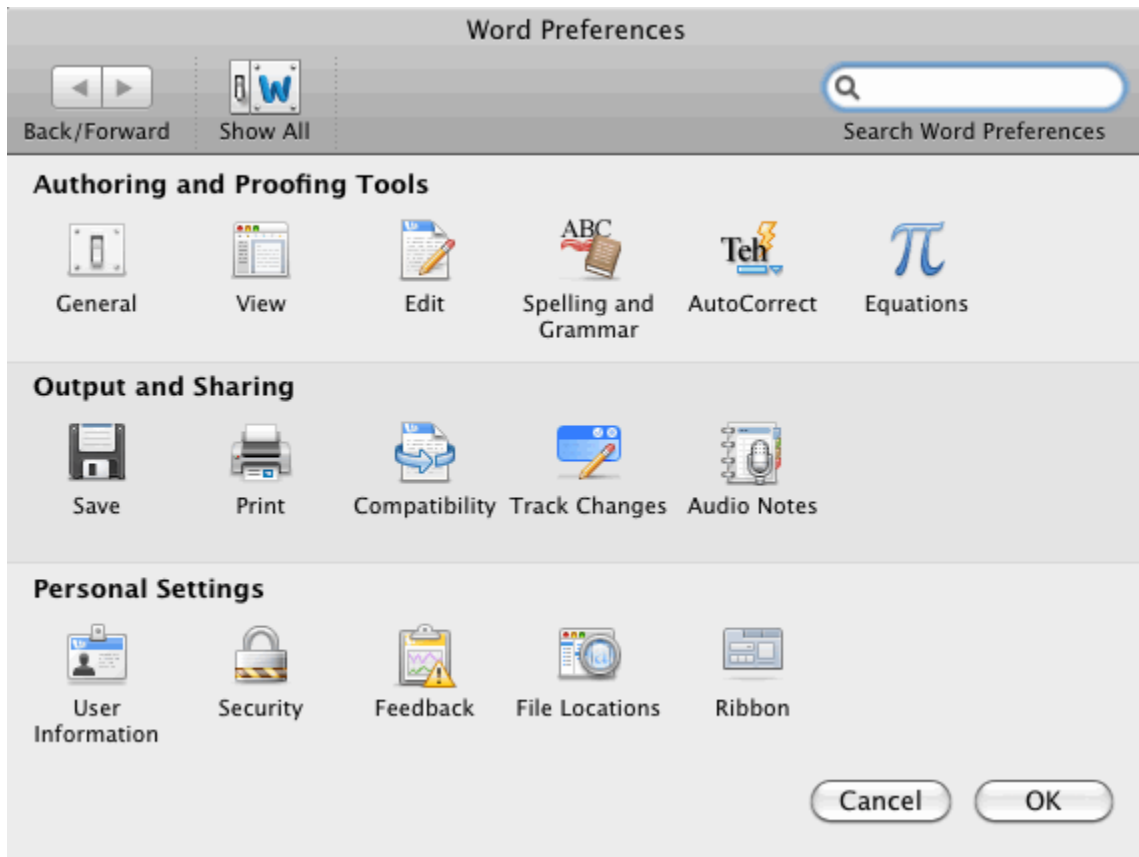 Word Preferences
Back/Forward
Show All
Search Word Preferences
Authoring and Proofing Tools
General
View
Edit
ABC
Spelling and
Grammar
Teh
AutoCorrect
π
Equations
Output and Sharing
Save
Print
Compatibility
Track Changes
Audio Notes
Personal Settings
User
Information
Security
Feedback
File Locations
Ribbon
Cancel
OK